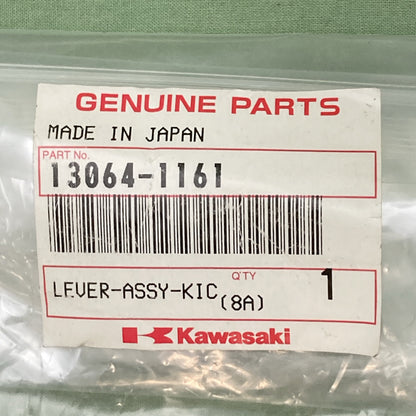 GENUINE PARTS
MADE IN JAPAN
PART No.
13064-1161
Q'TY
LEVER-ASSY-KIC (8A) 1
Kawasaki